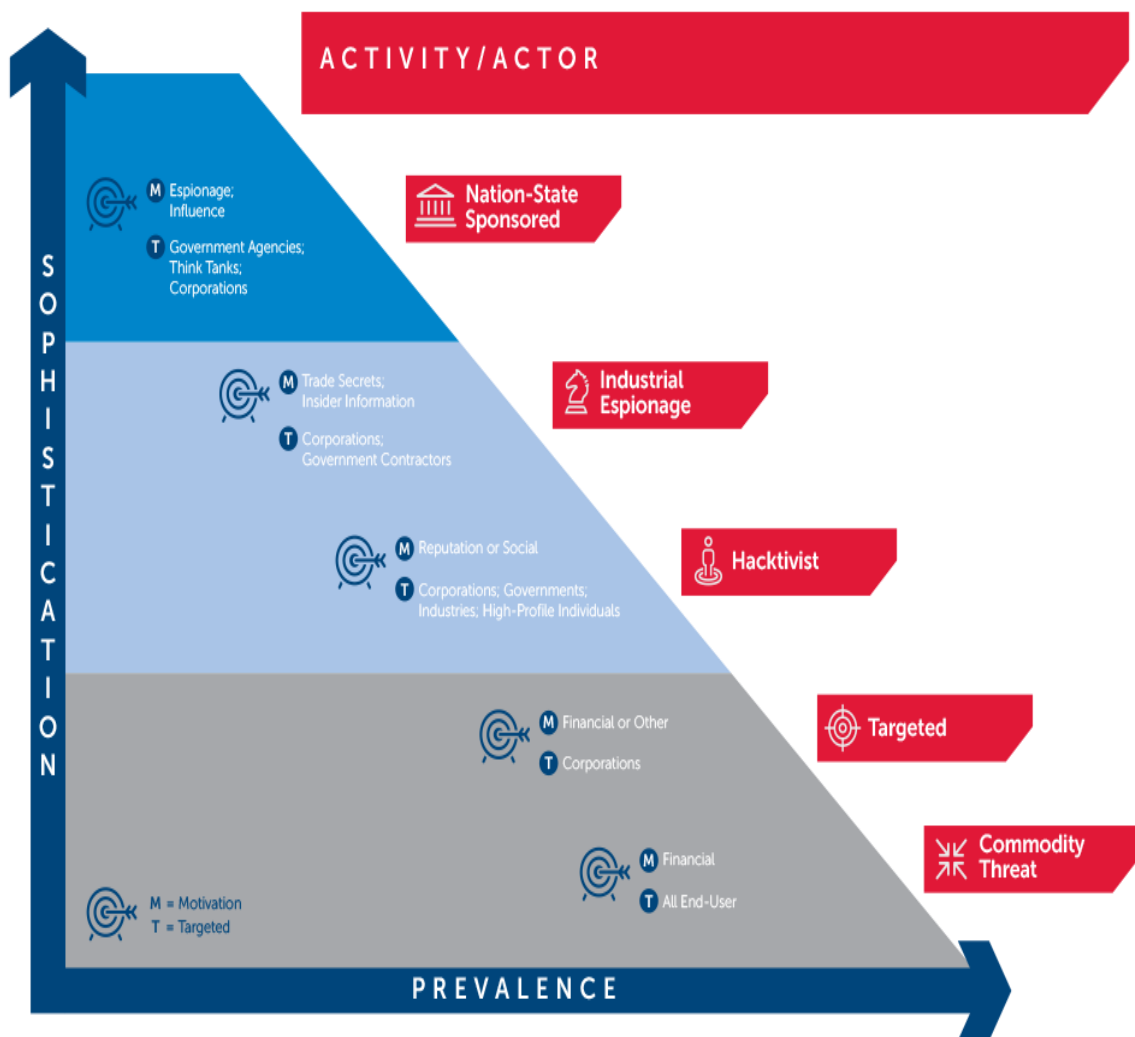 ACTIVITY/ACTOR
SOPHISTICATION
M Espionage;
Influence
T Government Agencies;
Think Tanks;
Corporations
Nation-State
Sponsored
M Trade Secrets;
Insider Information
T Corporations;
Government Contractors
Industrial
Espionage
M Reputation or Social
T Corporations; Governments;
Industries; High-Profile Individuals
Hacktivist
M Financial or Other
T Corporations
Targeted
M Financial
T All End-User
Commodity
Threat
M = Motivation
T = Targeted
PREVALENCE